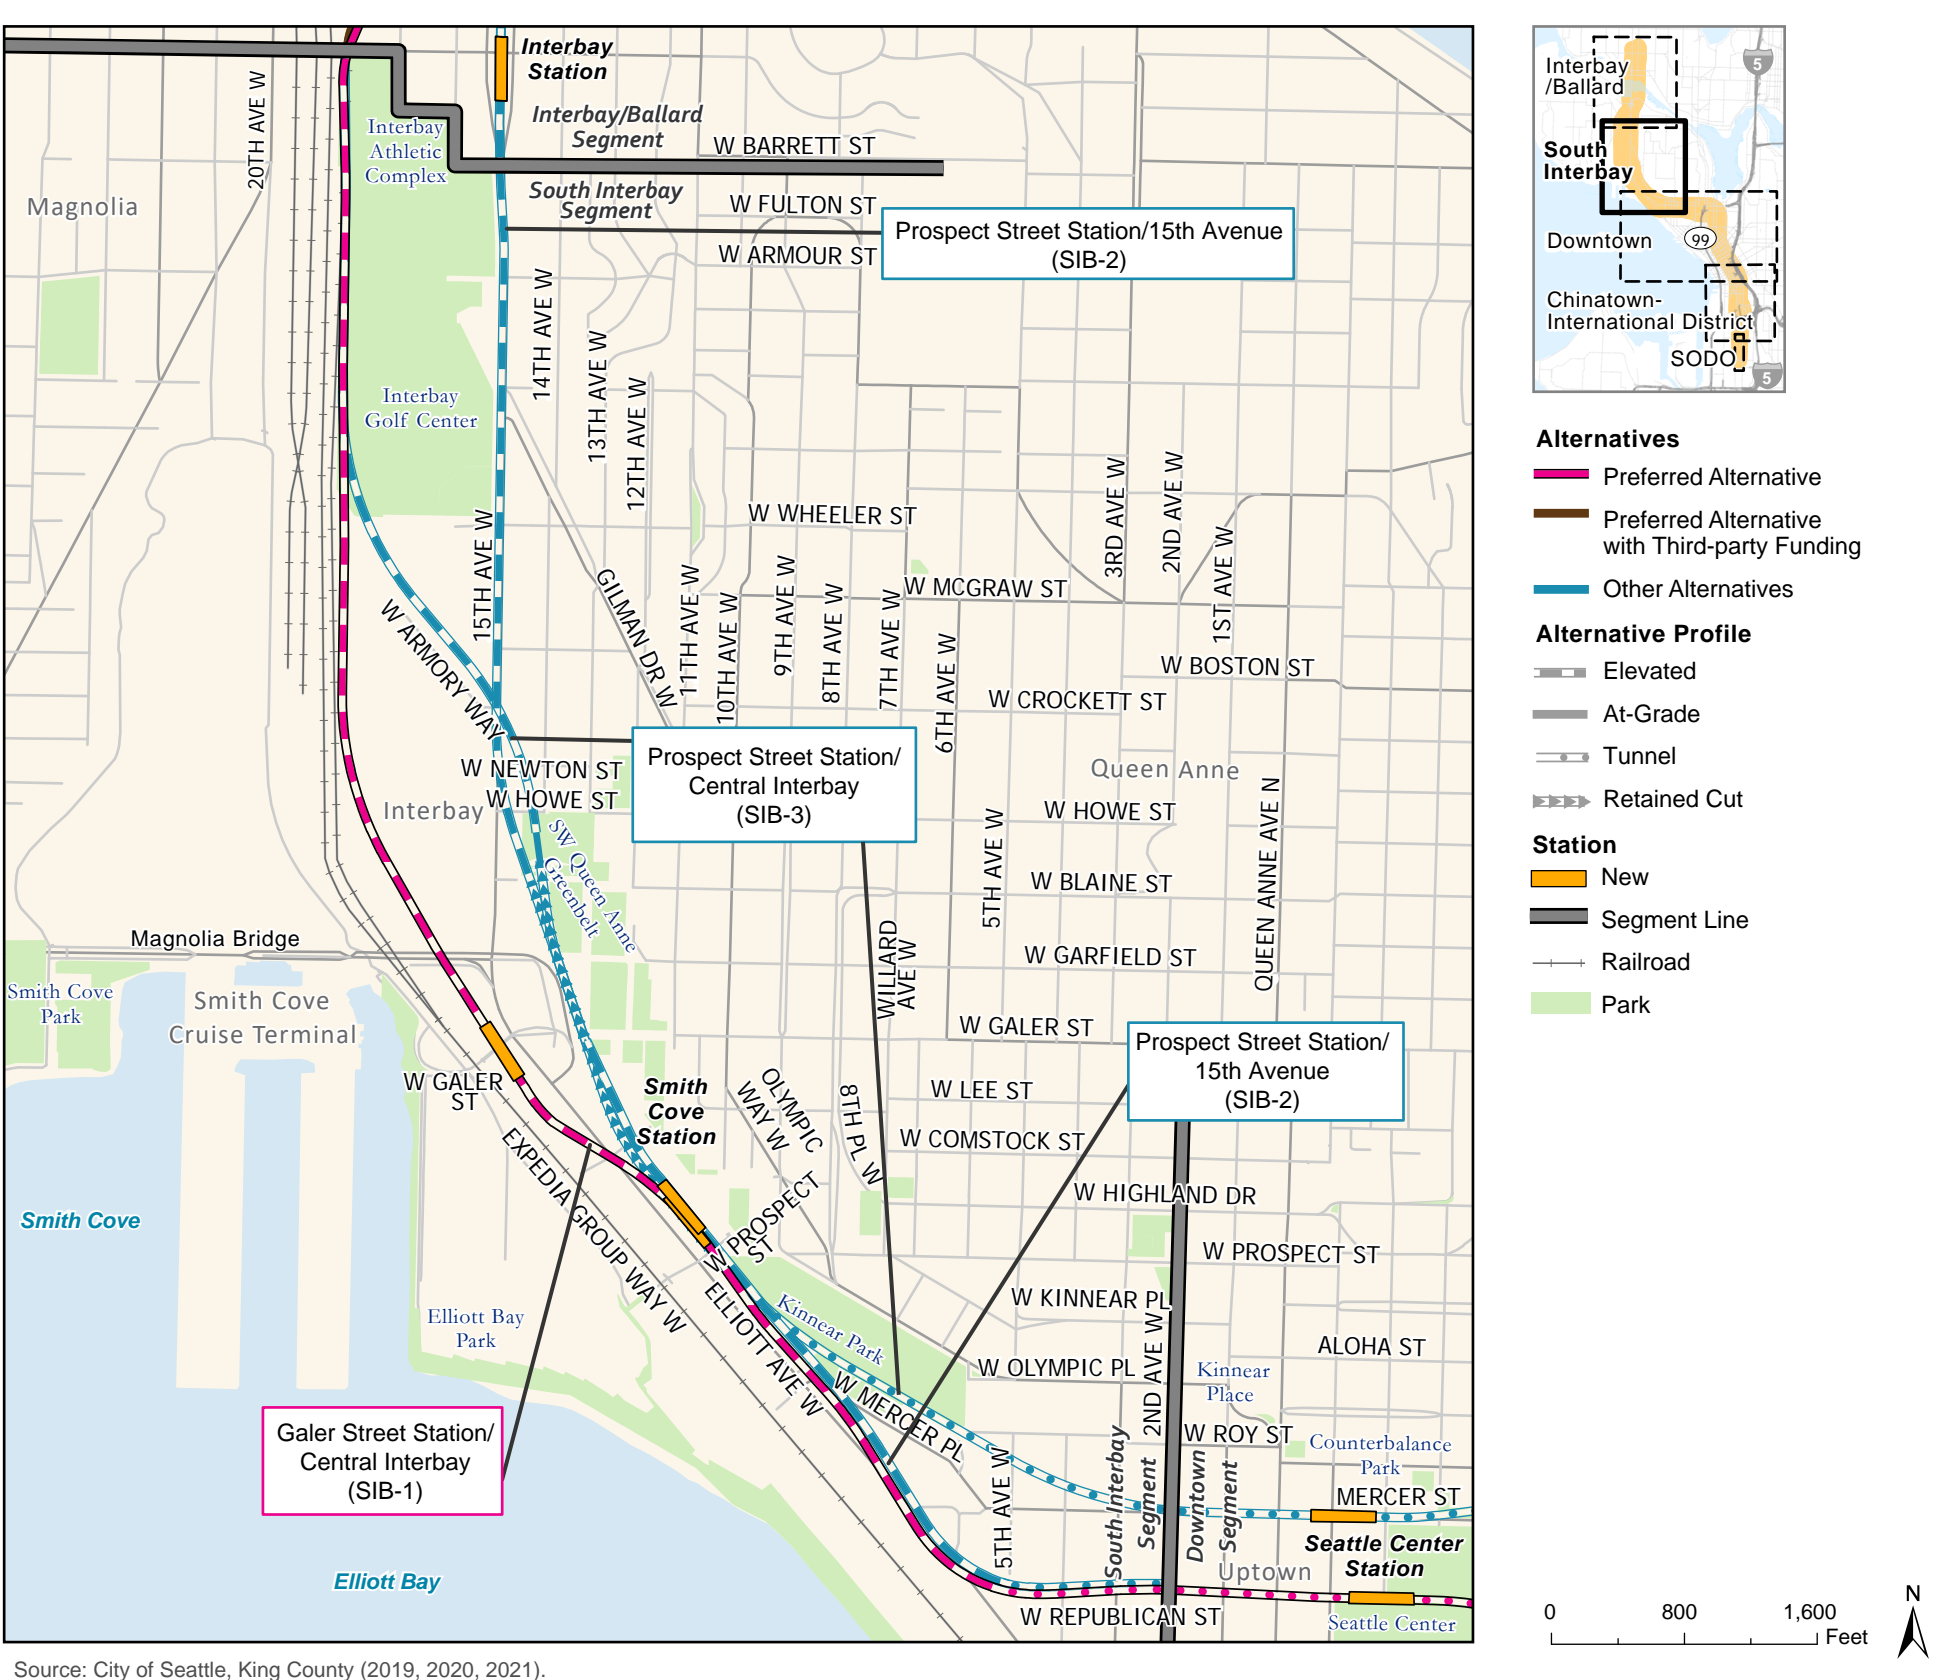 Interbay
Station
Interbay/Ballard
Segment
W BARRETT ST
20TH AVE W
Interbay
Athletic
Complex
South Interbay
Segment
W FULTON ST
Magnolia
Prospect Street Station/15th Avenue
(SIB-2)
W ARMOUR ST
14TH AVE W
13TH AVE W
12TH AVE W
Interbay
Golf Center
15TH AVE W
W WHEELER ST
3RD AVE W
2ND AVE W
1ST AVE W
GILMAN DR W
11TH AVE W
10TH AVE W
9TH AVE W
8TH AVE W
7TH AVE W
6TH AVE W
W MCGRAW ST
W BOSTON ST
W CROCKETT ST
W ARMORY WAY
Prospect Street Station/
Central Interbay
(SIB-3)
W NEWTON ST
W HOWE ST
Interbay
Queen Anne
W HOWE ST
QUEEN ANNE AVE N
5TH AVE W
SW Queen Anne
Greenbelt
W BLAINE ST
Magnolia Bridge
WILLARD
AVE W
W GARFIELD ST
Smith Cove
Park
Smith Cove
Cruise Terminal
W GALER ST
Prospect Street Station/
15th Avenue
(SIB-2)
W GALER
ST
Smith
Cove
Station
OLYMPIC
WAY W
8TH PL W
W LEE ST
W COMSTOCK ST
EXPEDIA GROUP WAY W
W HIGHLAND DR
W PROSPECT
ST
W PROSPECT ST
Smith Cove
ELLIOTT AVE W
Kinnear Park
W KINNEAR PL
Elliott Bay
Park
2ND AVE W
ALOHA ST
W OLYMPIC PL
Kinnear
Place
W MERCER PL
Galer Street Station/
Central Interbay
(SIB-1)
W ROY ST
Counterbalance
Park
5TH AVE W
South Interbay
Segment
Downtown
Segment
MERCER ST
Seattle Center
Station
Uptown
Elliott Bay
W REPUBLICAN ST
Seattle Center
Source: City of Seattle, King County (2019, 2020, 2021).
Interbay
/Ballard
5
South
Interbay
Downtown
99
Chinatown-
International District
SODO
5
Alternatives
Preferred Alternative
Preferred Alternative
with Third-party Funding
Other Alternatives
Alternative Profile
Elevated
At-Grade
Tunnel
Retained Cut
Station
New
Segment Line
Railroad
Park
0 800 1,600
Feet
N